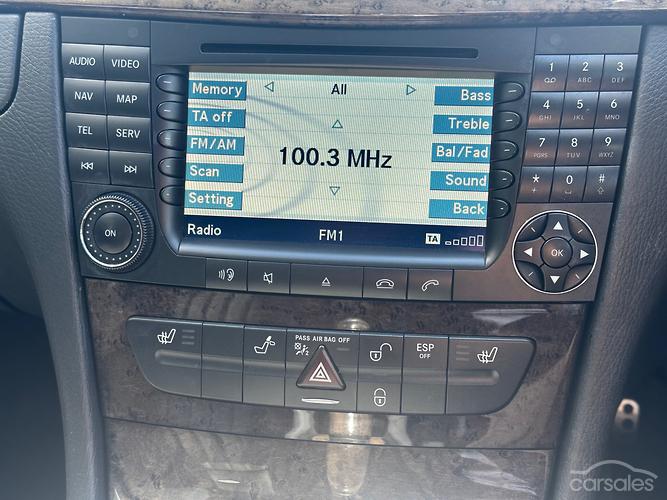 AUDIO VIDEO
NAV MAP
TEL SERV
Memory All Bass
TA off Treble
FM/AM 100.3 MHz Bal/Fad
Scan Sound
Setting Back
Radio FM1 TA
1 2 ABC 3 DEF
4 GHI 5 JKL 6 MNO
7 PQRS 8 TUV 9 WXYZ
* 0 #
+
ON
OK
PASS AIR BAG OFF
ESP
OFF
carsales